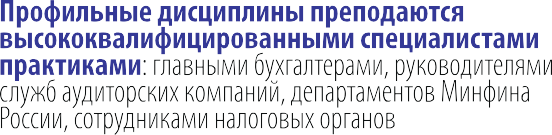 Профильные дисциплины преподаются
высококвалифицированными специалистами
практиками: главными бухгалтерами, руководителями
служб аудиторских компаний, департаментов Минфина
России, сотрудниками налоговых органов